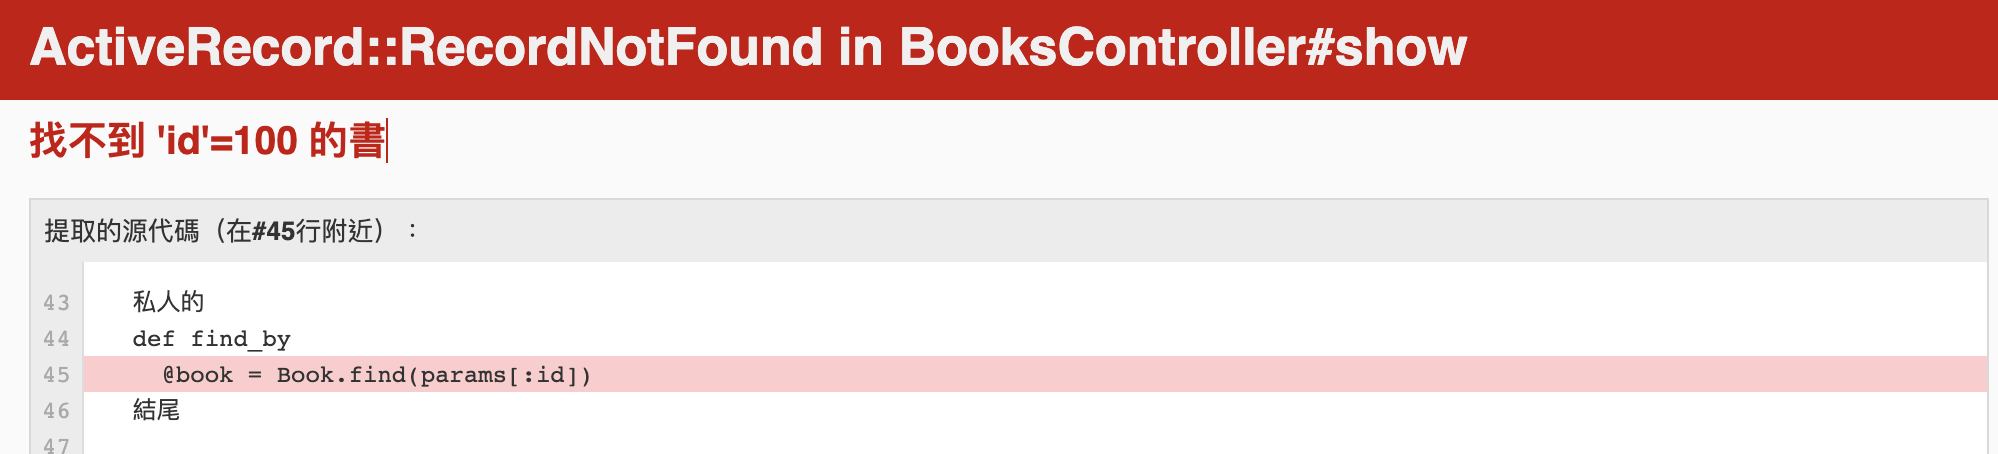 ActiveRecord::RecordNotFound in BooksController#show
找不到 'id'=100 的書
提取的源代碼（在#45行附近）：
43 私人的
44 def find_by
45 @book = Book.find(params[:id])
46 結尾
47